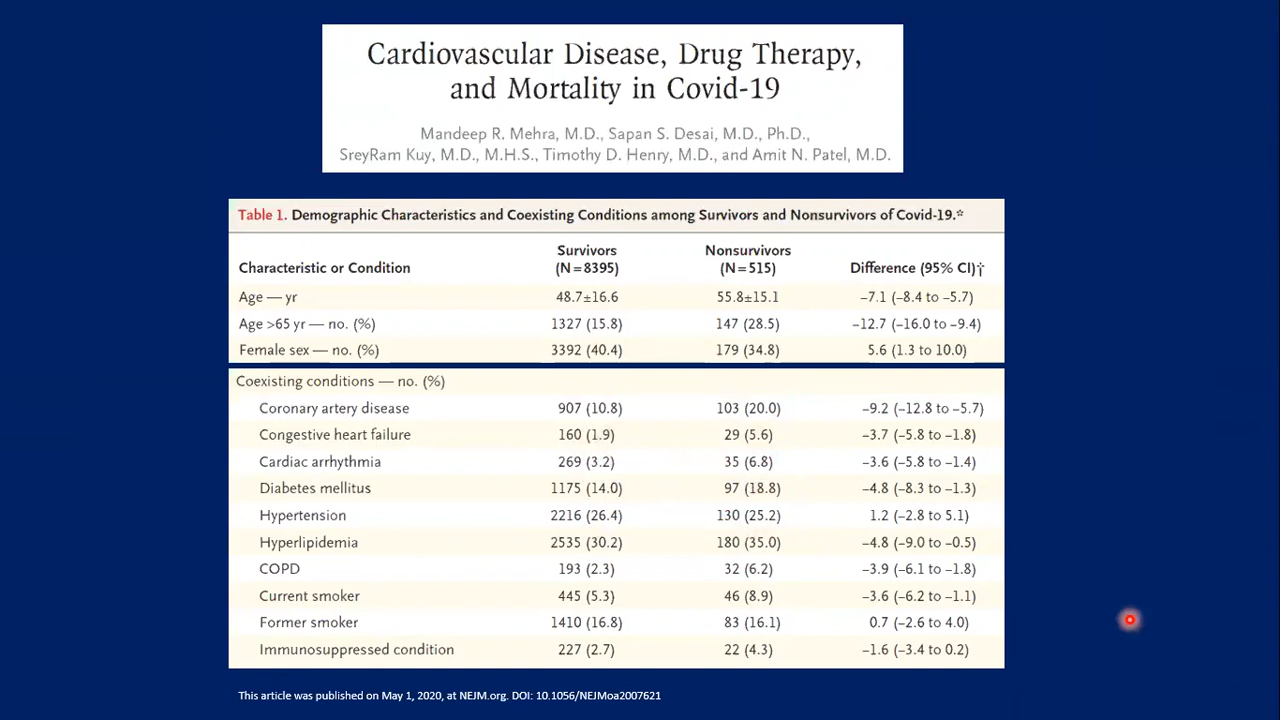 Cardiovascular Disease, Drug Therapy,
and Mortality in Covid-19
Mandeep R. Mehra, M.D., Sapan S. Desai, M.D., Ph.D.,
SreyRam Kuy, M.D., M.H.S., Timothy D. Henry, M.D., and Amit N. Patel, M.D.
Table 1. Demographic Characteristics and Coexisting Conditions among Survivors and Nonsurvivors of Covid-19.*
Characteristic or Condition Survivors (N=8395) Nonsurvivors (N=515) Difference (95% CI)†
Age — yr 48.7±16.6 55.8±15.1 −7.1 (−8.4 to −5.7)
Age >65 yr — no. (%) 1327 (15.8) 147 (28.5) −12.7 (−16.0 to −9.4)
Female sex — no. (%) 3392 (40.4) 179 (34.8) 5.6 (1.3 to 10.0)
Coexisting conditions — no. (%)
Coronary artery disease 907 (10.8) 103 (20.0) −9.2 (−12.8 to −5.7)
Congestive heart failure 160 (1.9) 29 (5.6) −3.7 (−5.8 to −1.8)
Cardiac arrhythmia 269 (3.2) 35 (6.8) −3.6 (−5.8 to −1.4)
Diabetes mellitus 1175 (14.0) 97 (18.8) −4.8 (−8.3 to −1.3)
Hypertension 2216 (26.4) 130 (25.2) 1.2 (−2.8 to 5.1)
Hyperlipidemia 2535 (30.2) 180 (35.0) −4.8 (−9.0 to −0.5)
COPD 193 (2.3) 32 (6.2) −3.9 (−6.1 to −1.8)
Current smoker 445 (5.3) 46 (8.9) −3.6 (−6.2 to −1.1)
Former smoker 1410 (16.8) 83 (16.1) 0.7 (−2.6 to 4.0)
Immunosuppressed condition 227 (2.7) 22 (4.3) −1.6 (−3.4 to 0.2)
This article was published on May 1, 2020, at NEJM.org. DOI: 10.1056/NEJMoa2007621